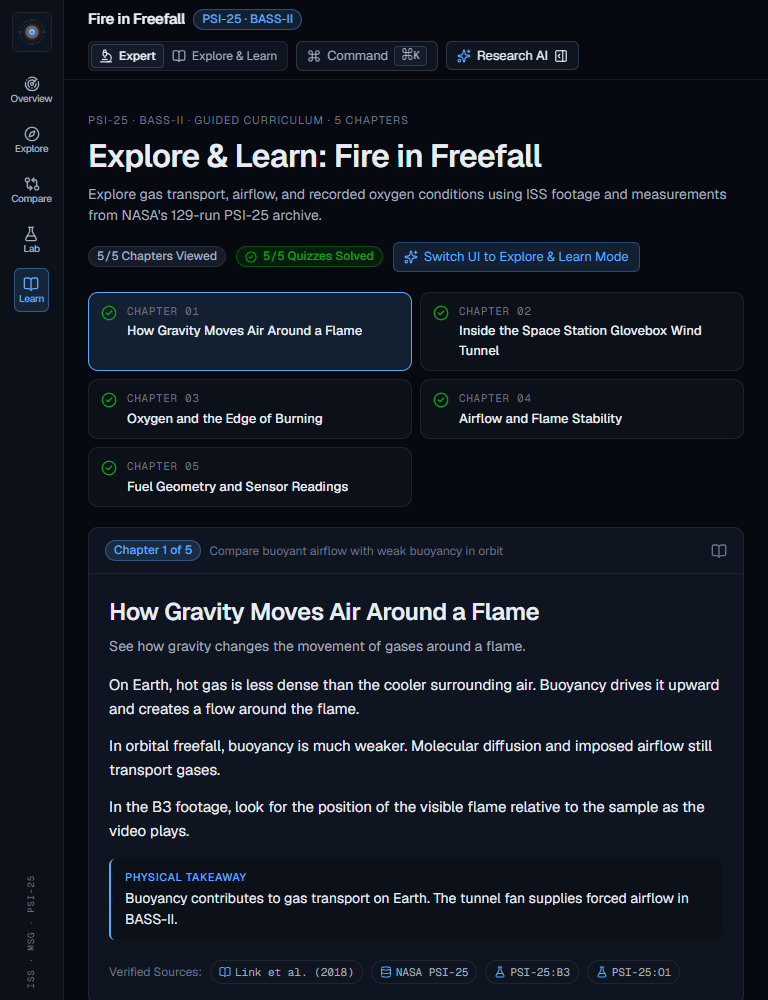 Fire in Freefall PSI-25 · BASS-II
Expert Explore & Learn Command ⌘K Research AI
Overview
Explore
Compare
Lab
Learn
ISS · MSG · PSI-25
PSI-25 · BASS-II · GUIDED CURRICULUM · 5 CHAPTERS
Explore & Learn: Fire in Freefall
Explore gas transport, airflow, and recorded oxygen conditions using ISS footage and measurements
from NASA's 129-run PSI-25 archive.
5/5 Chapters Viewed 5/5 Quizzes Solved Switch UI to Explore & Learn Mode
CHAPTER 01
How Gravity Moves Air Around a Flame
CHAPTER 02
Inside the Space Station Glovebox Wind
Tunnel
CHAPTER 03
Oxygen and the Edge of Burning
CHAPTER 04
Airflow and Flame Stability
CHAPTER 05
Fuel Geometry and Sensor Readings
Chapter 1 of 5 Compare buoyant airflow with weak buoyancy in orbit
How Gravity Moves Air Around a Flame
See how gravity changes the movement of gases around a flame.
On Earth, hot gas is less dense than the cooler surrounding air. Buoyancy drives it upward
and creates a flow around the flame.
In orbital freefall, buoyancy is much weaker. Molecular diffusion and imposed airflow still
transport gases.
In the B3 footage, look for the position of the visible flame relative to the sample as the
video plays.
PHYSICAL TAKEAWAY
Buoyancy contributes to gas transport on Earth. The tunnel fan supplies forced airflow in
BASS-II.
Verified Sources: Link et al. (2018) NASA PSI-25 PSI-25:B3 PSI-25:O1